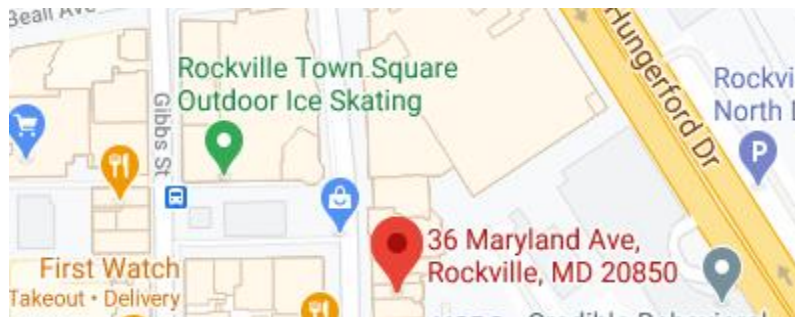 Beall Ave
Hungerford Dr
Rockville Town Square
Outdoor Ice Skating
Gibbs St
North
P
36 Maryland Ave,
Rockville, MD 20850
First Watch
Takeout • Delivery